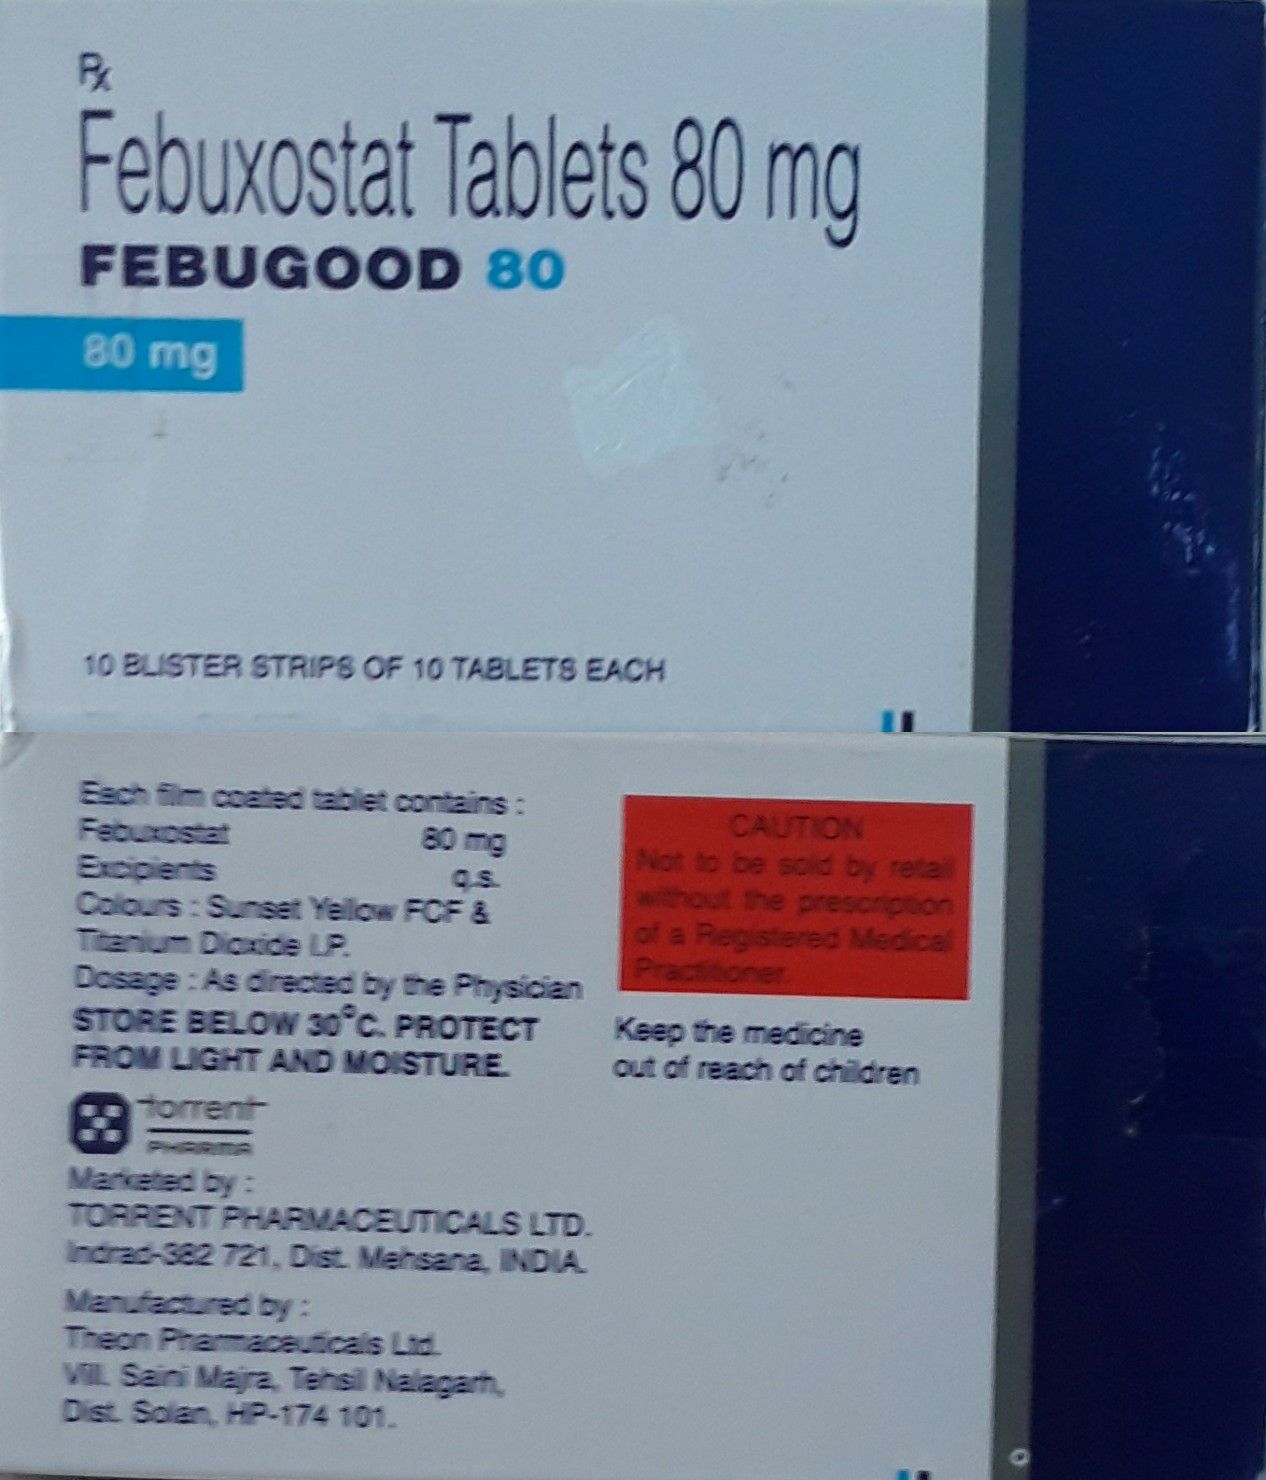 Rx
Febuxostat Tablets 80 mg
FEBUGOOD 80
80 mg
10 BLISTER STRIPS OF 10 TABLETS EACH
Each film coated tablet contains :
Febuxostat 80 mg
Excipients q.s.
Colours : Sunset Yellow FCF &
Titanium Dioxide I.P.
Dosage : As directed by the Physician
STORE BELOW 30°C. PROTECT
FROM LIGHT AND MOISTURE.
torrent
PHARMA
Marketed by :
TORRENT PHARMACEUTICALS LTD.
Indrad-382 721, Dist. Mehsana, INDIA.
Manufactured by :
Theon Pharmaceuticals Ltd.
Vill. Saini Majra, Tehsil Nalagarh,
Dist. Solan, HP-174 101.
CAUTION
Not to be sold by retail
without the prescription
of a Registered Medical
Practitioner.
Keep the medicine
out of reach of children